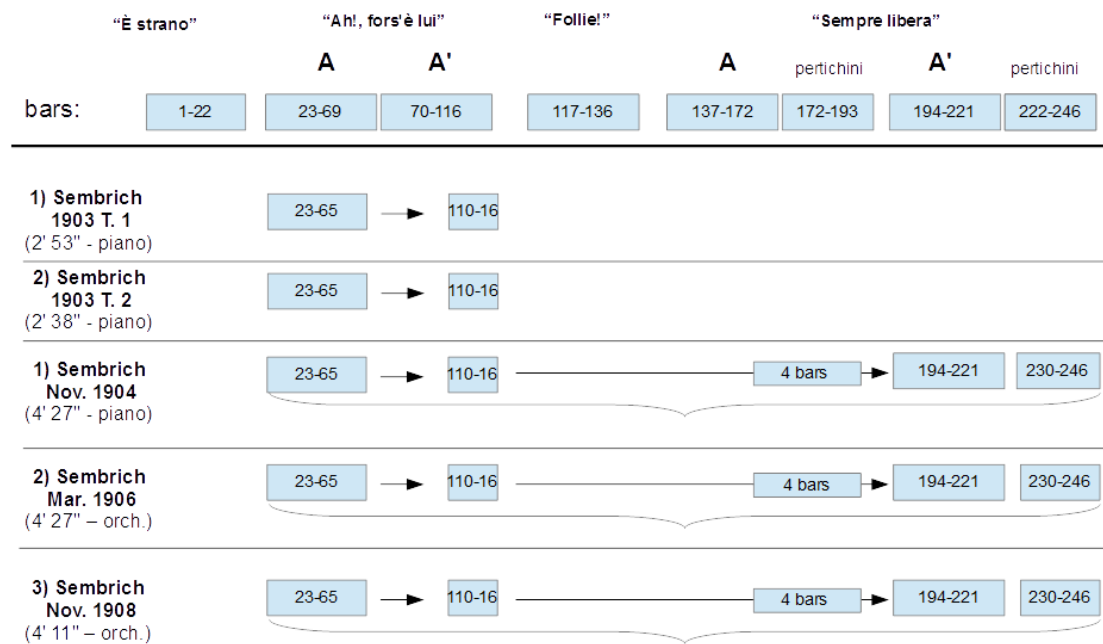 “È strano” “Ah!, fors'è lui” “Follie!” “Sempre libera”
A A' A pertichini A' pertichini
bars: 1-22 23-69 70-116 117-136 137-172 172-193 194-221 222-246
1) Sembrich
1903 T. 1
(2' 53" - piano)
23-65 110-16
2) Sembrich
1903 T. 2
(2' 38" - piano)
23-65 110-16
1) Sembrich
Nov. 1904
(4' 27" - piano)
23-65 110-16 4 bars 194-221 230-246
2) Sembrich
Mar. 1906
(4' 27" – orch.)
23-65 110-16 4 bars 194-221 230-246
3) Sembrich
Nov. 1908
(4' 11" – orch.)
23-65 110-16 4 bars 194-221 230-246